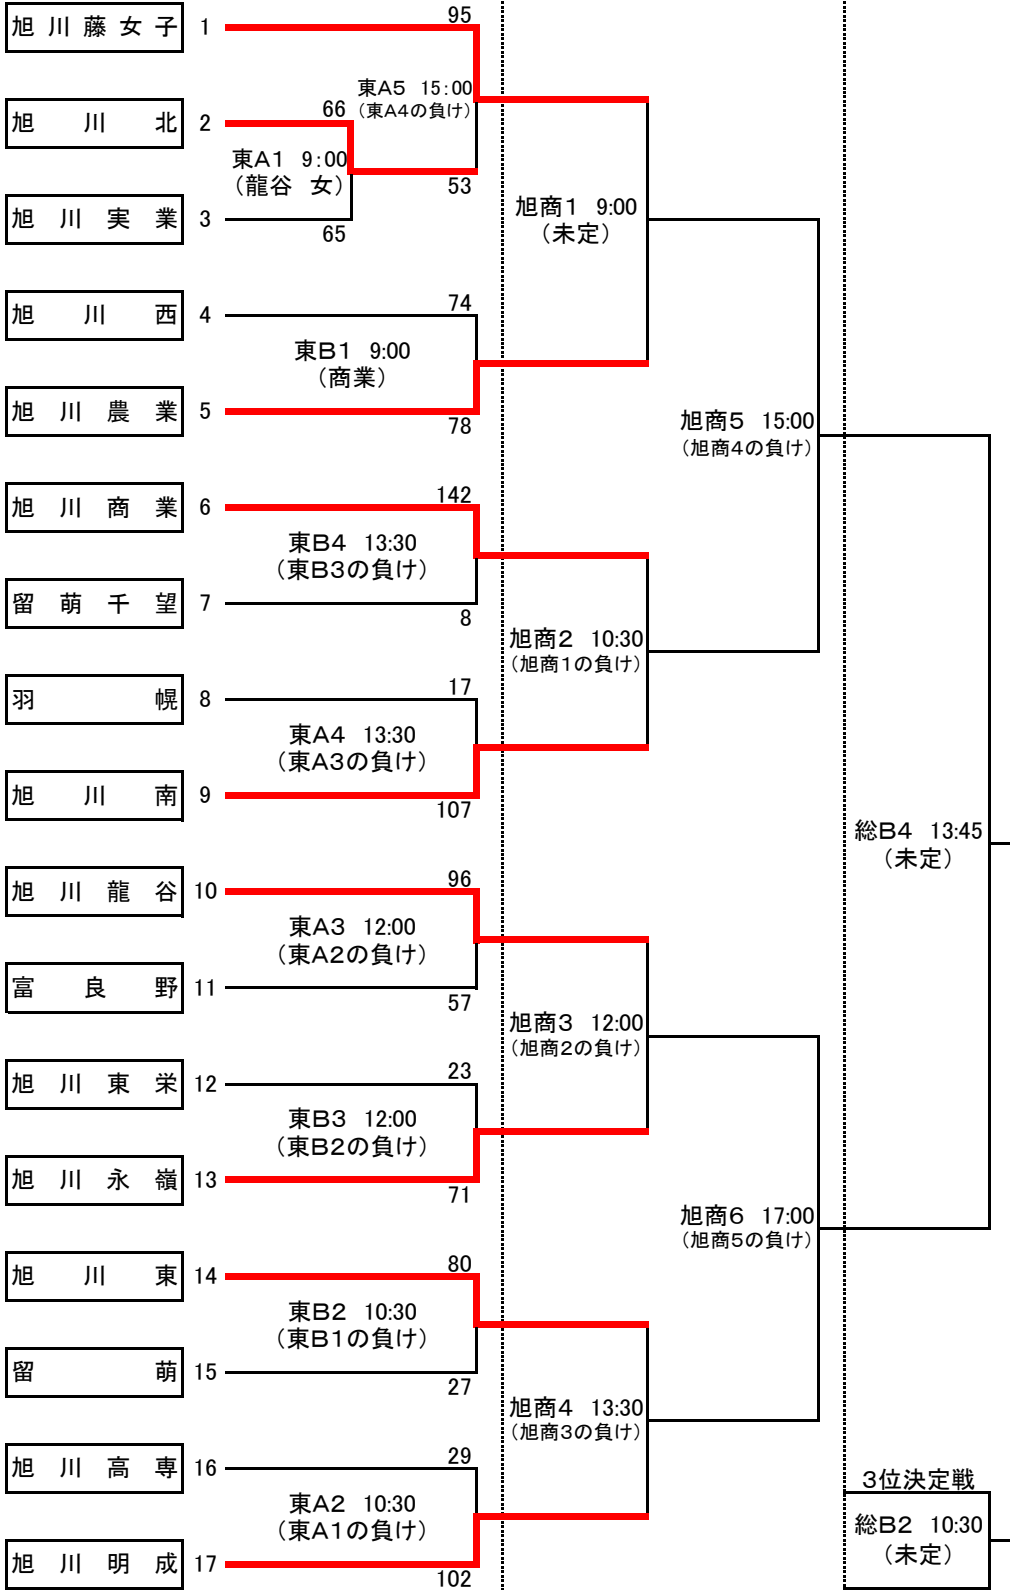 旭川藤女子 1 95
東A5 15:00
（東A4の負け）
旭川北 2 66
東A1 9:00
（龍谷 女）
53
旭川実業 3 65
旭商1 9:00
（未定）
旭川西 4 74
東B1 9:00
（商業）
旭川農業 5 78
旭商5 15:00
（旭商4の負け）
旭川商業 6 142
東B4 13:30
（東B3の負け）
留萌千望 7 8
旭商2 10:30
（旭商1の負け）
羽幌 8 17
東A4 13:30
（東A3の負け）
旭川南 9 107
総B4 13:45
（未定）
旭川龍谷 10 96
東A3 12:00
（東A2の負け）
富良野 11 57
旭商3 12:00
（旭商2の負け）
旭川東栄 12 23
東B3 12:00
（東B2の負け）
旭川永嶺 13 71
旭商6 17:00
（旭商5の負け）
旭川東 14 80
東B2 10:30
（東B1の負け）
留萌 15 27
旭商4 13:30
（旭商3の負け）
旭川高専 16 29
東A2 10:30
（東A1の負け）
旭川明成 17 102
3位決定戦
総B2 10:30
（未定）